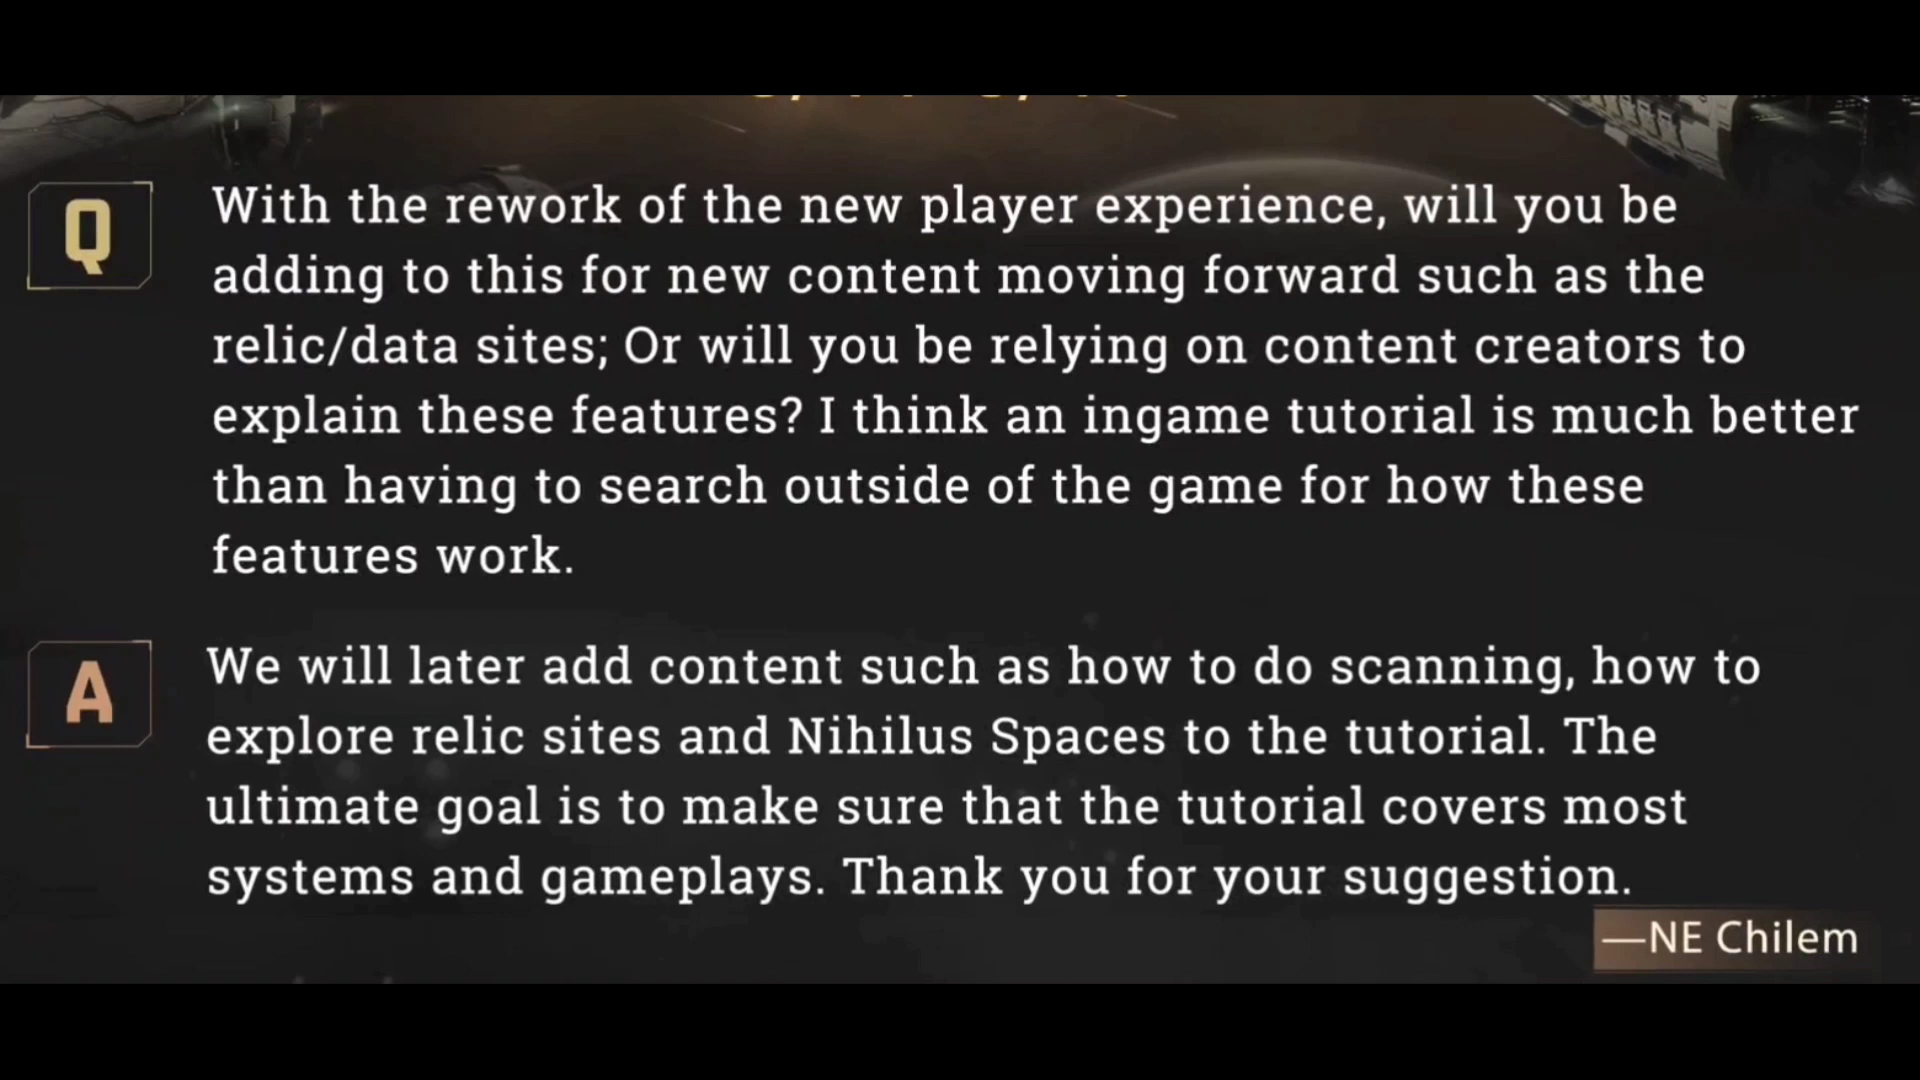 Q
With the rework of the new player experience, will you be
adding to this for new content moving forward such as the
relic/data sites; Or will you be relying on content creators to
explain these features? I think an ingame tutorial is much better
than having to search outside of the game for how these
features work.
A
We will later add content such as how to do scanning, how to
explore relic sites and Nihilus Spaces to the tutorial. The
ultimate goal is to make sure that the tutorial covers most
systems and gameplays. Thank you for your suggestion.
—NE Chilem